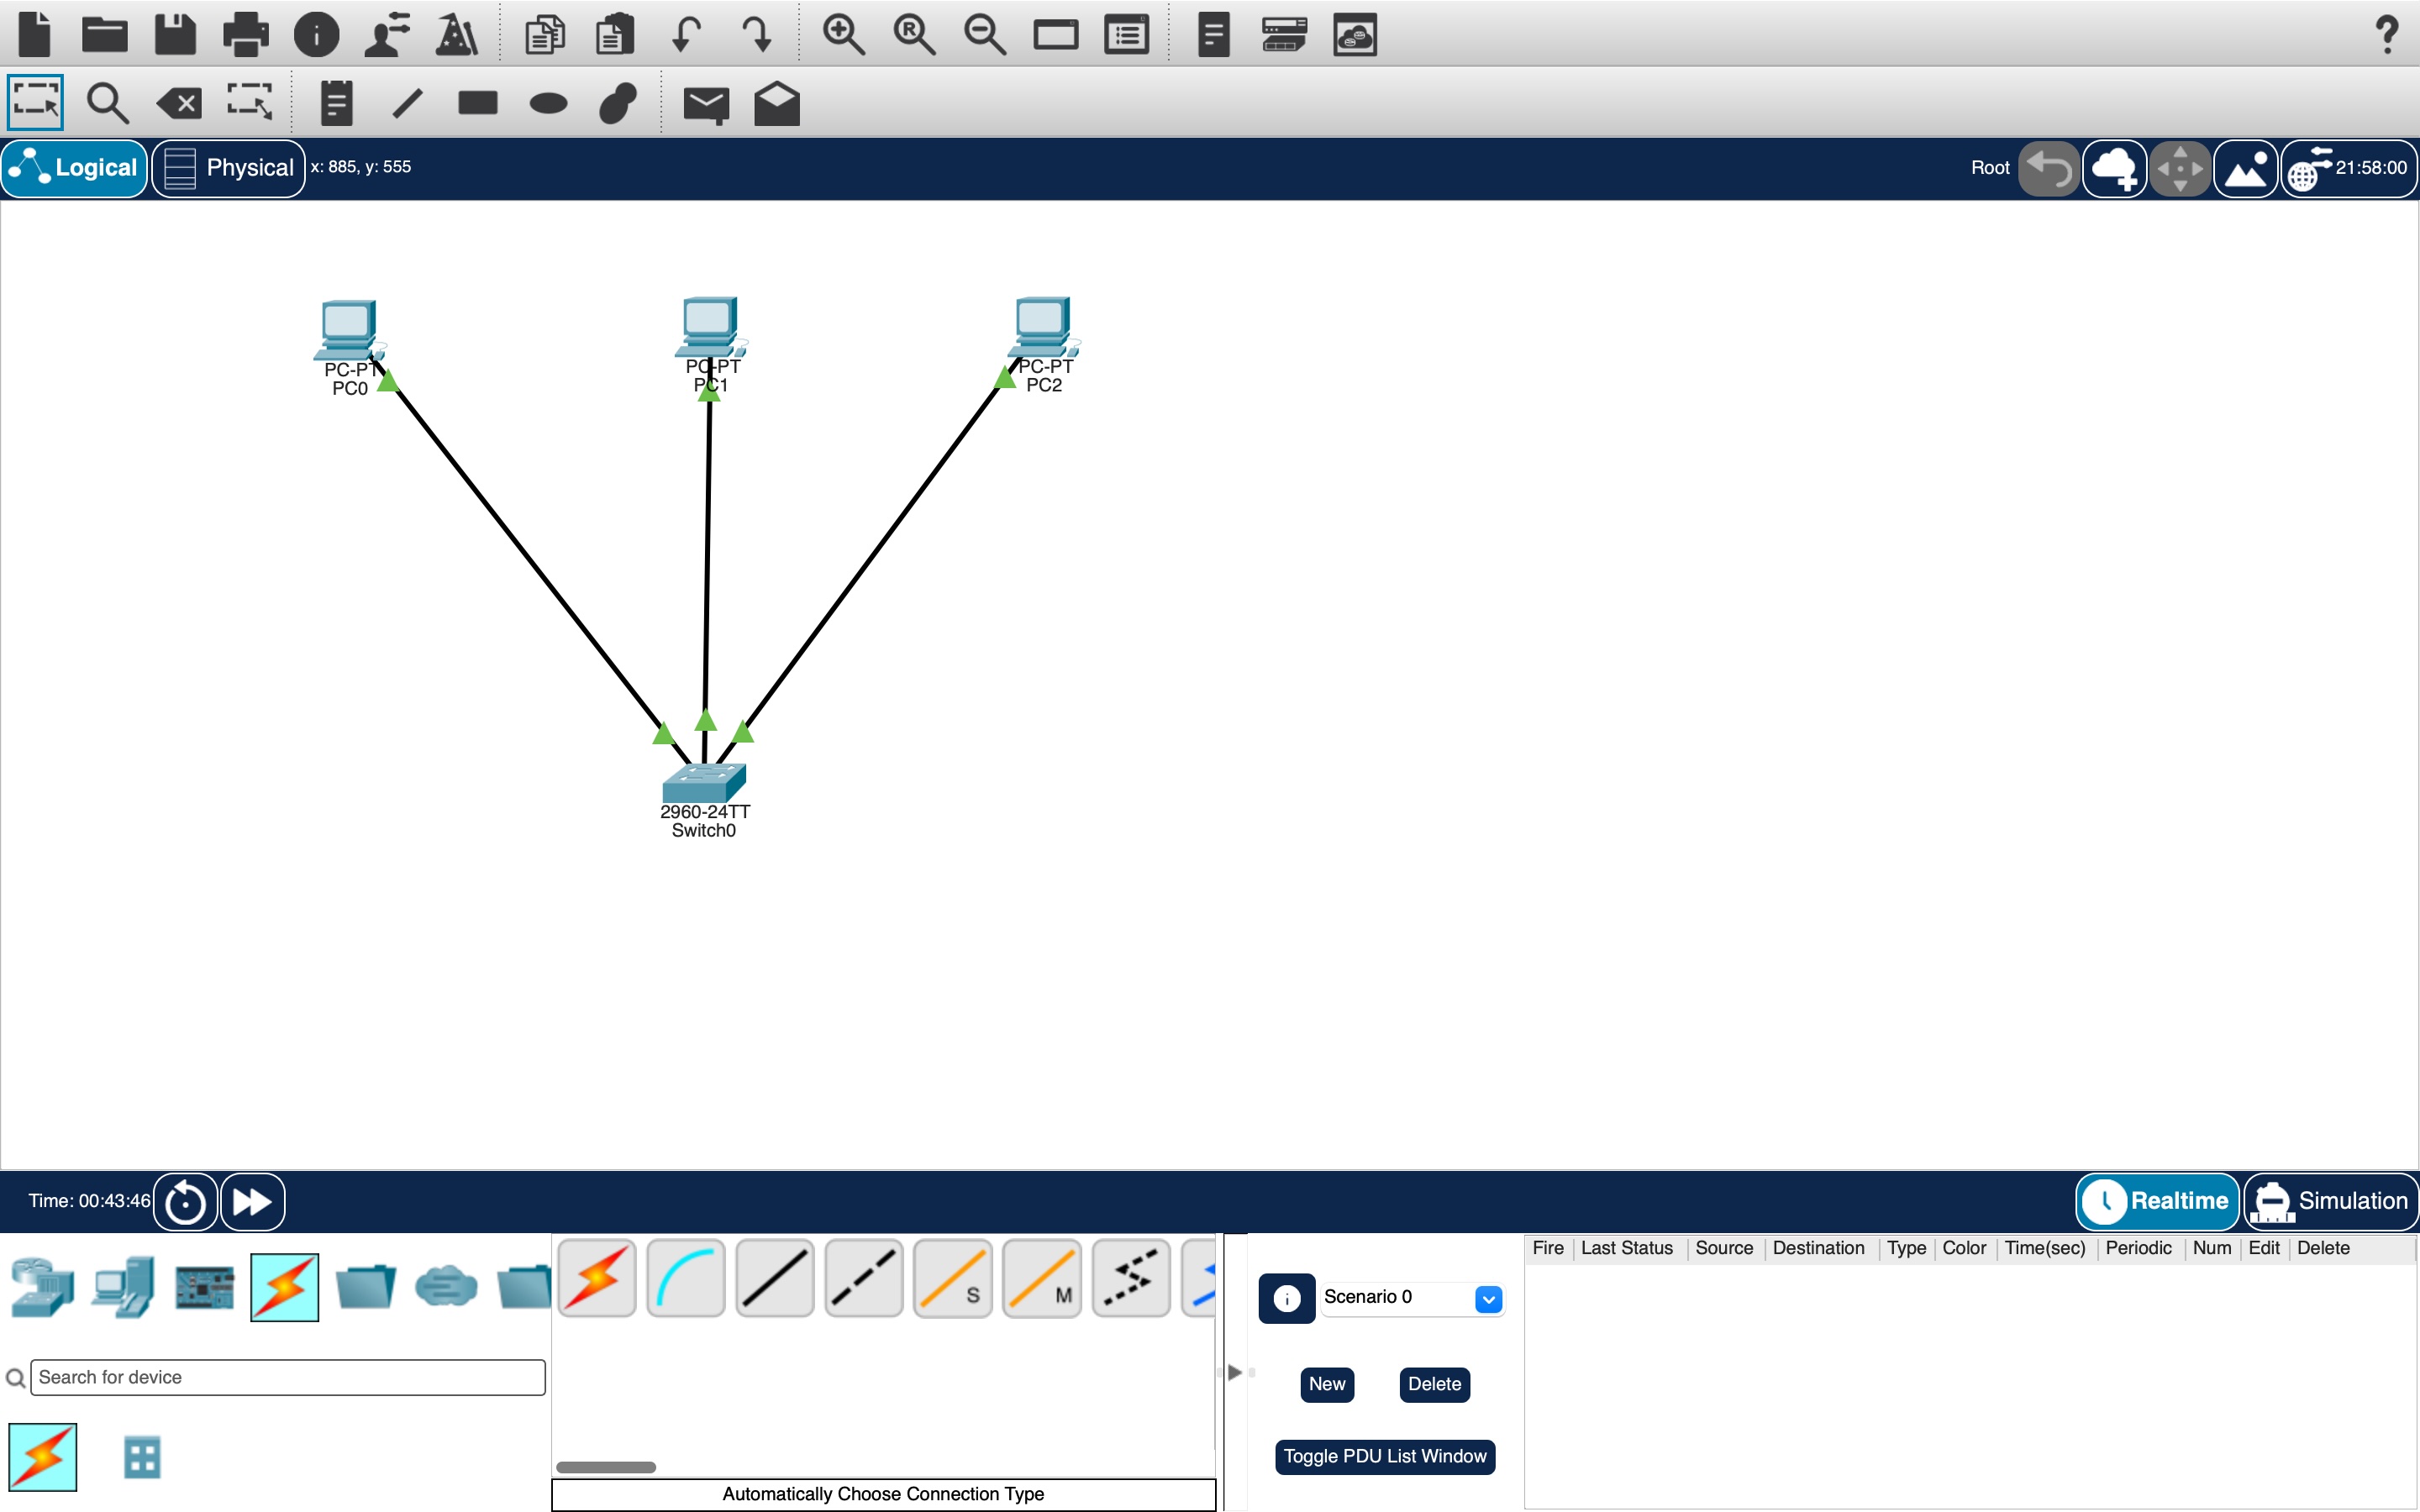 Logical
Physical
x: 885, y: 555
Root
21:58:00
PC-PT
PC0
PC-PT
PC1
PC-PT
PC2
2960-24TT
Switch0
Time: 00:43:46
Realtime
Simulation
Fire Last Status Source Destination Type Color Time(sec) Periodic Num Edit Delete
S
M
Scenario 0
Search for device
New
Delete
Toggle PDU List Window
Automatically Choose Connection Type